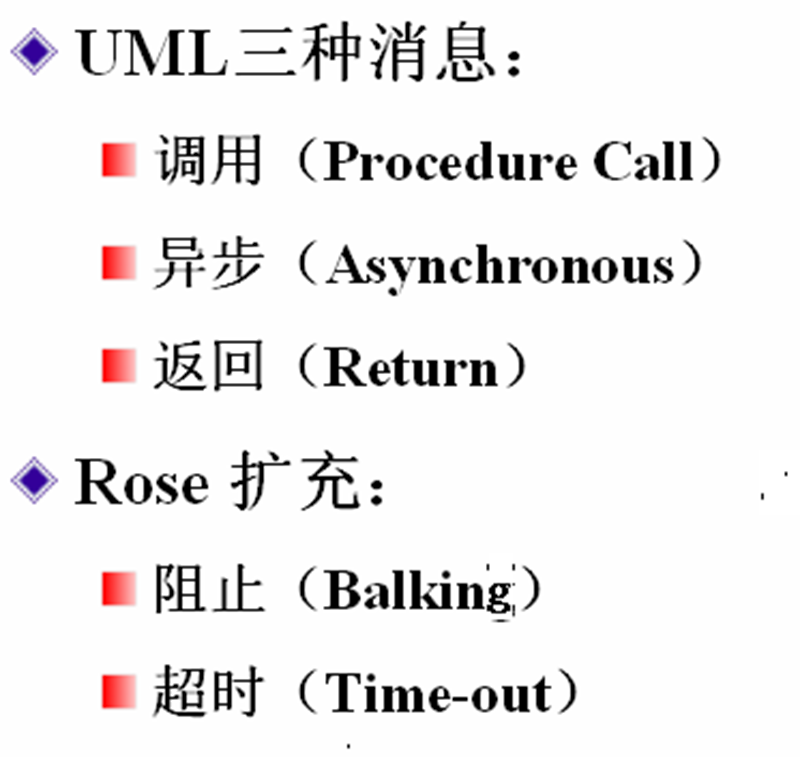 UML三种消息：
调用（Procedure Call）
异步（Asynchronous）
返回（Return）
Rose 扩充：
阻止（Balking）
超时（Time-out）